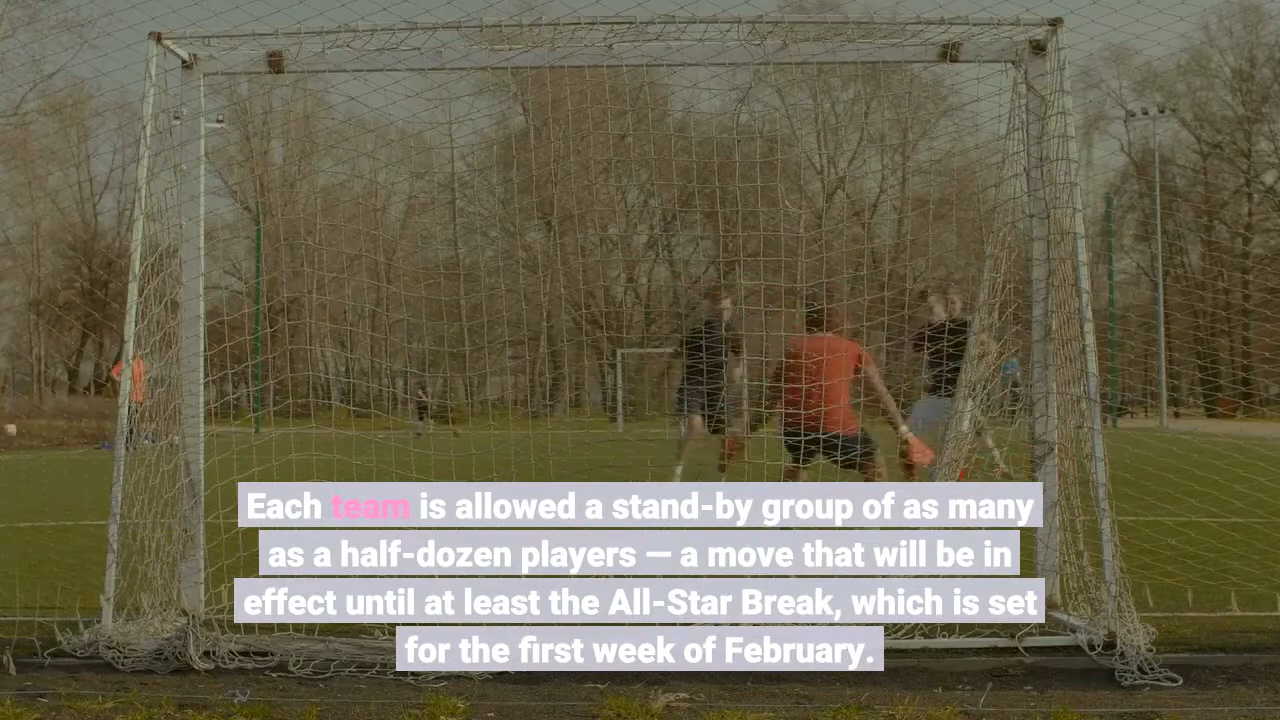 Each team is allowed a stand-by group of as many
as a half-dozen players — a move that will be in
effect until at least the All-Star Break, which is set
for the first week of February.